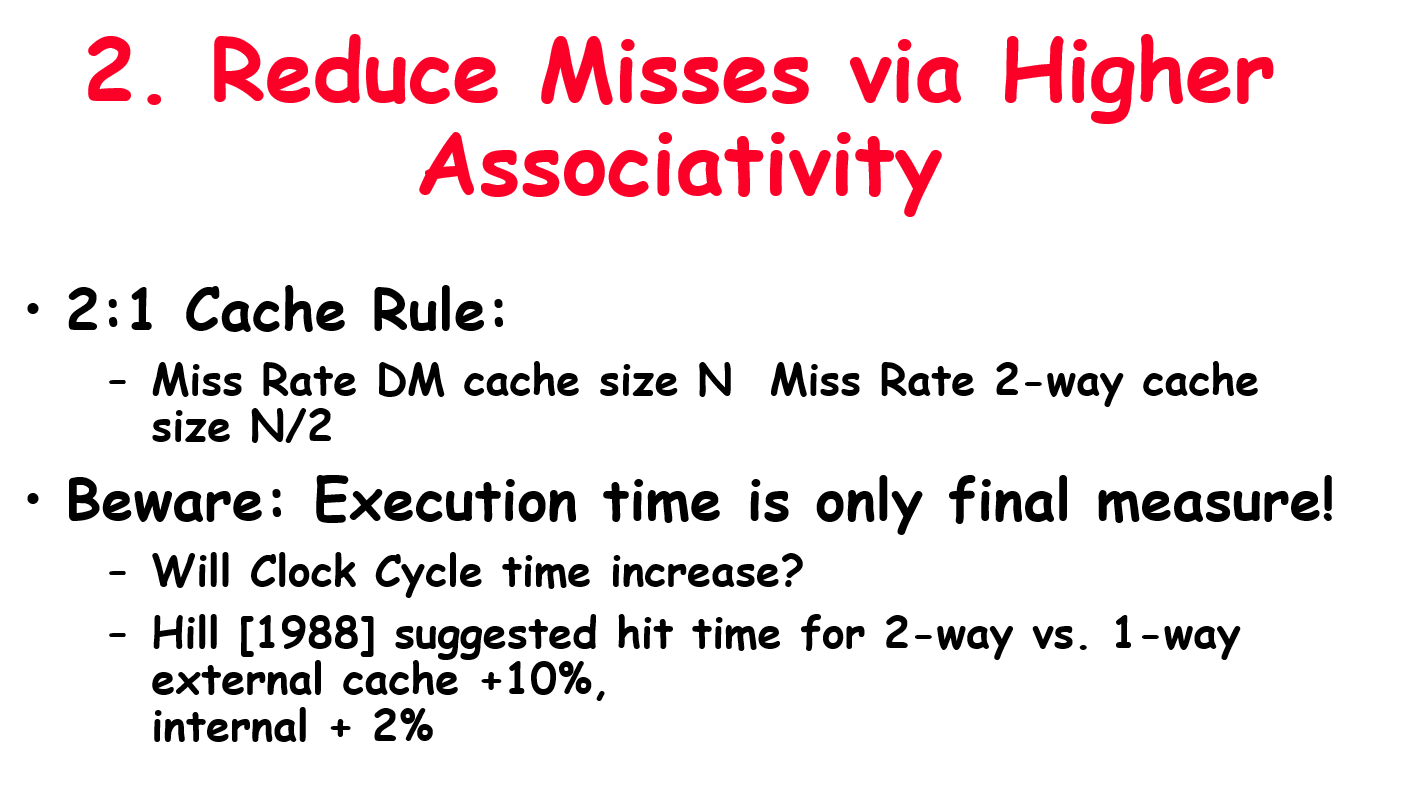 2. Reduce Misses via Higher
Associativity
• 2:1 Cache Rule:
– Miss Rate DM cache size N  Miss Rate 2-way cache
size N/2
• Beware: Execution time is only final measure!
– Will Clock Cycle time increase?
– Hill [1988] suggested hit time for 2-way vs. 1-way
external cache +10%,
internal + 2%